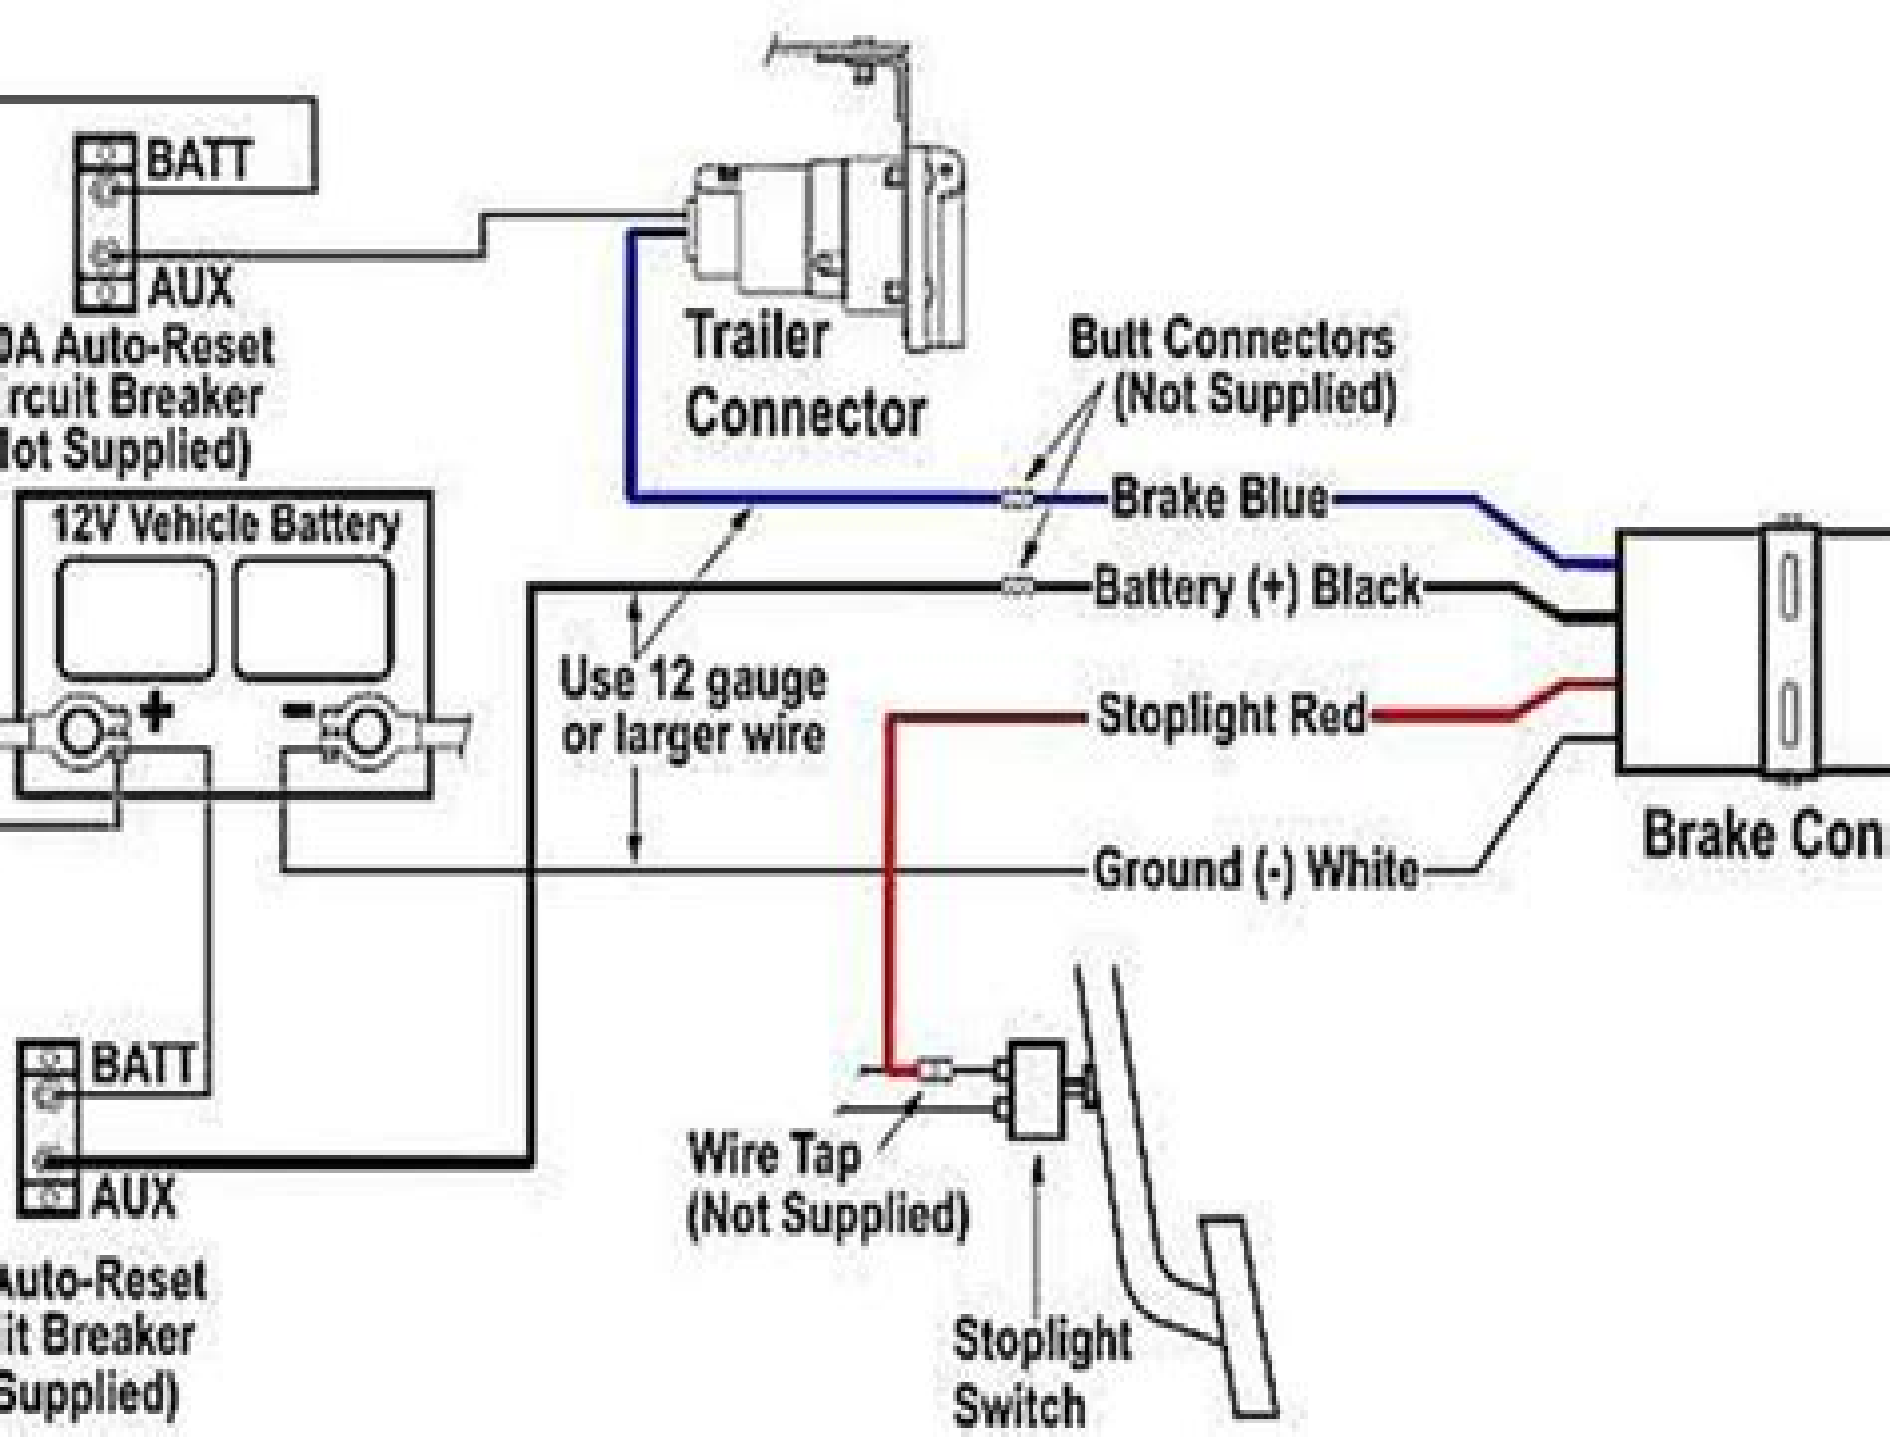 BATT
AUX
0A Auto-Reset
rcuit Breaker
Not Supplied)
Trailer
Connector
Butt Connectors
(Not Supplied)
12V Vehicle Battery
+ -
Brake Blue
Battery (+) Black
Use 12 gauge
or larger wire
Stoplight Red
Ground (-) White
Brake Con
BATT
AUX
Auto-Reset
it Breaker
Supplied)
Wire Tap
(Not Supplied)
Stoplight
Switch